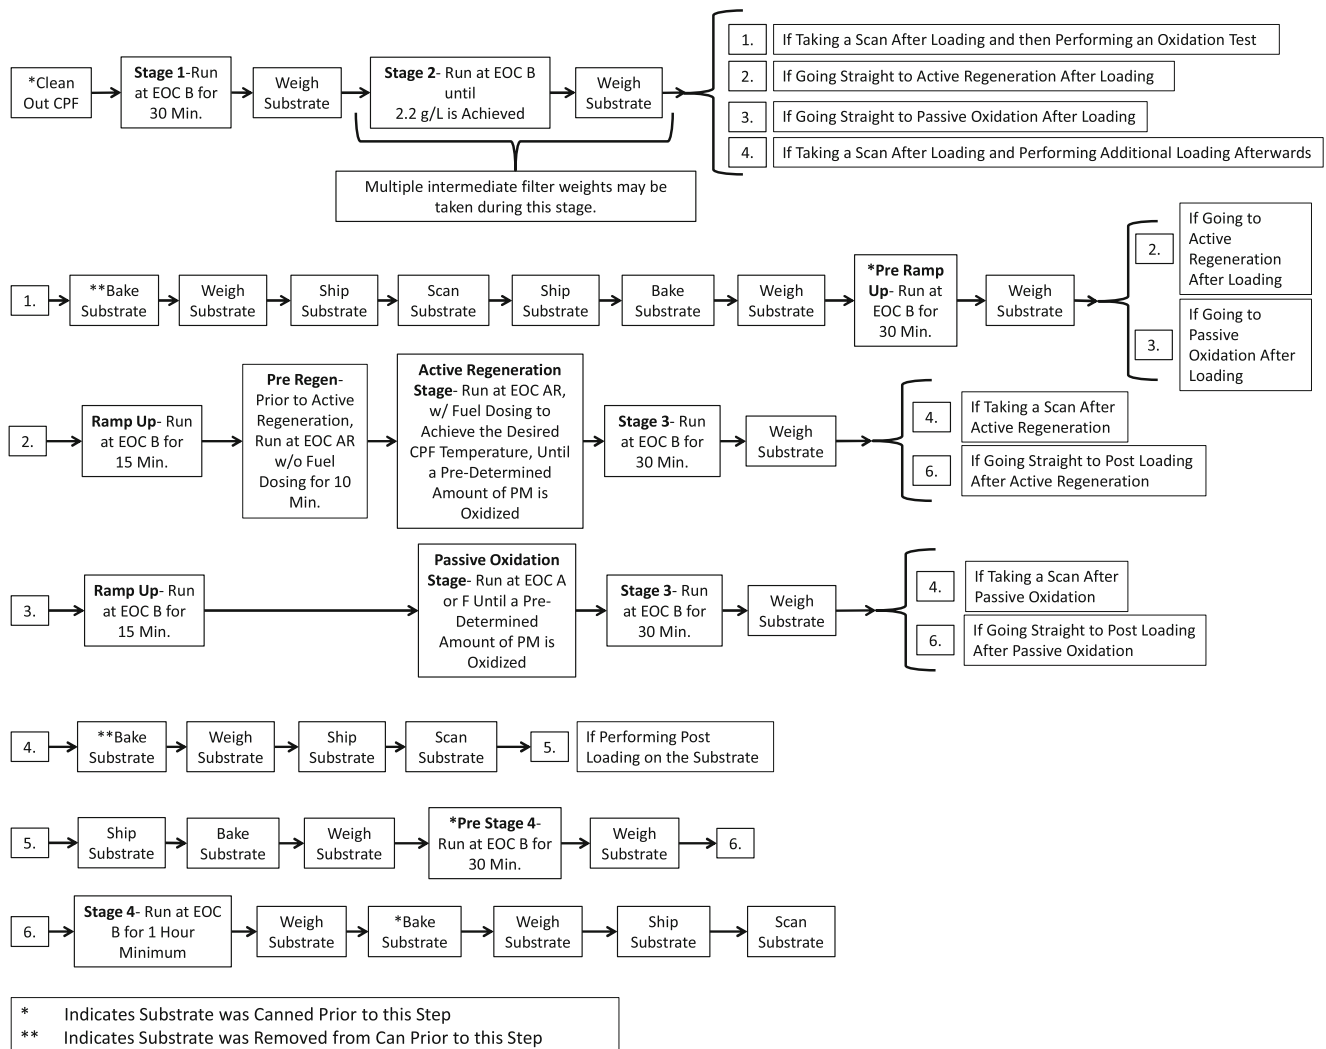 *Clean
Out CPF
Stage 1-Run
at EOC B for
30 Min.
Weigh
Substrate
Stage 2- Run at EOC B
until
2.2 g/L is Achieved
Weigh
Substrate
1.
If Taking a Scan After Loading and then Performing an Oxidation Test
2.
If Going Straight to Active Regeneration After Loading
3.
If Going Straight to Passive Oxidation After Loading
4.
If Taking a Scan After Loading and Performing Additional Loading Afterwards
Multiple intermediate filter weights may be
taken during this stage.
1.
**Bake
Substrate
Weigh
Substrate
Ship
Substrate
Scan
Substrate
Ship
Substrate
Bake
Substrate
Weigh
Substrate
*Pre Ramp
Up- Run at
EOC B for
30 Min.
Weigh
Substrate
2.
If Going to
Active
Regeneration
After Loading
3.
If Going to
Passive
Oxidation After
Loading
2.
Ramp Up- Run
at EOC B for
15 Min.
Pre Regen-
Prior to Active
Regeneration,
Run at EOC AR
w/o Fuel
Dosing for 10
Min.
Active Regeneration
Stage- Run at EOC AR,
w/ Fuel Dosing to
Achieve the Desired
CPF Temperature, Until
a Pre-Determined
Amount of PM is
Oxidized
Stage 3- Run
at EOC B for
30 Min.
Weigh
Substrate
4.
If Taking a Scan After
Active Regeneration
6.
If Going Straight to Post Loading
After Active Regeneration
3.
Ramp Up- Run
at EOC B for
15 Min.
Passive Oxidation
Stage- Run at EOC A
or F Until a Pre-
Determined
Amount of PM is
Oxidized
Stage 3- Run
at EOC B for
30 Min.
Weigh
Substrate
4.
If Taking a Scan After
Passive Oxidation
6.
If Going Straight to Post Loading
After Passive Oxidation
4.
**Bake
Substrate
Weigh
Substrate
Ship
Substrate
Scan
Substrate
5.
If Performing Post
Loading on the Substrate
5.
Ship
Substrate
Bake
Substrate
Weigh
Substrate
*Pre Stage 4-
Run at EOC B for
30 Min.
Weigh
Substrate
6.
6.
Stage 4- Run at EOC
B for 1 Hour
Minimum
Weigh
Substrate
*Bake
Substrate
Weigh
Substrate
Ship
Substrate
Scan
Substrate
* Indicates Substrate was Canned Prior to this Step
** Indicates Substrate was Removed from Can Prior to this Step